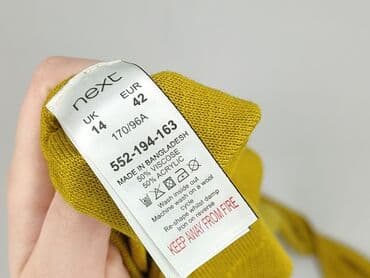 next
UK EUR
14 42
170/96A
552-194-163
MADE IN BANGLADESH
50% VISCOSE
50% ACRYLIC
Wash inside out
Machine wash on a wool
cycle
Re-shape whilst damp
Iron on reverse
KEEP AWAY FROM FIRE